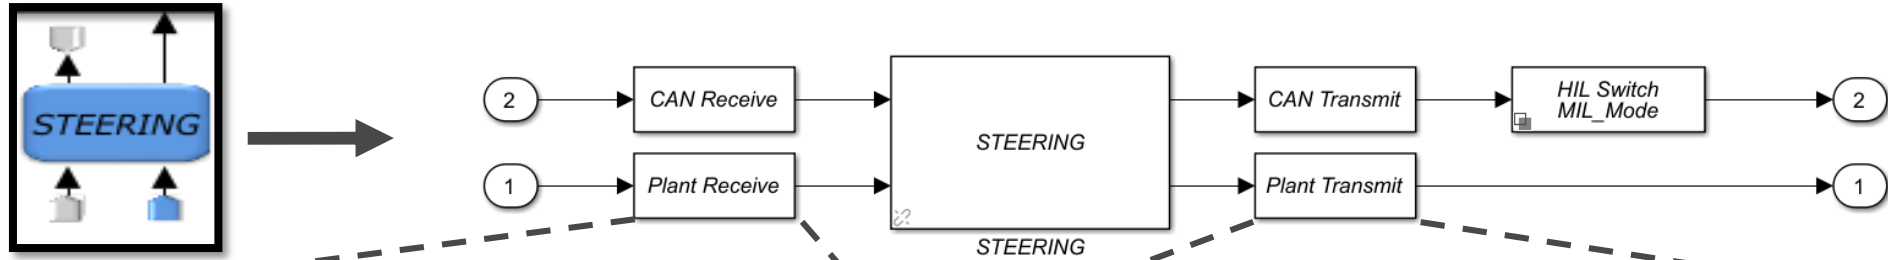 STEERING
2
CAN Receive
STEERING
CAN Transmit
HIL Switch
MIL_Mode
2
1
Plant Receive
Plant Transmit
1
STEERING